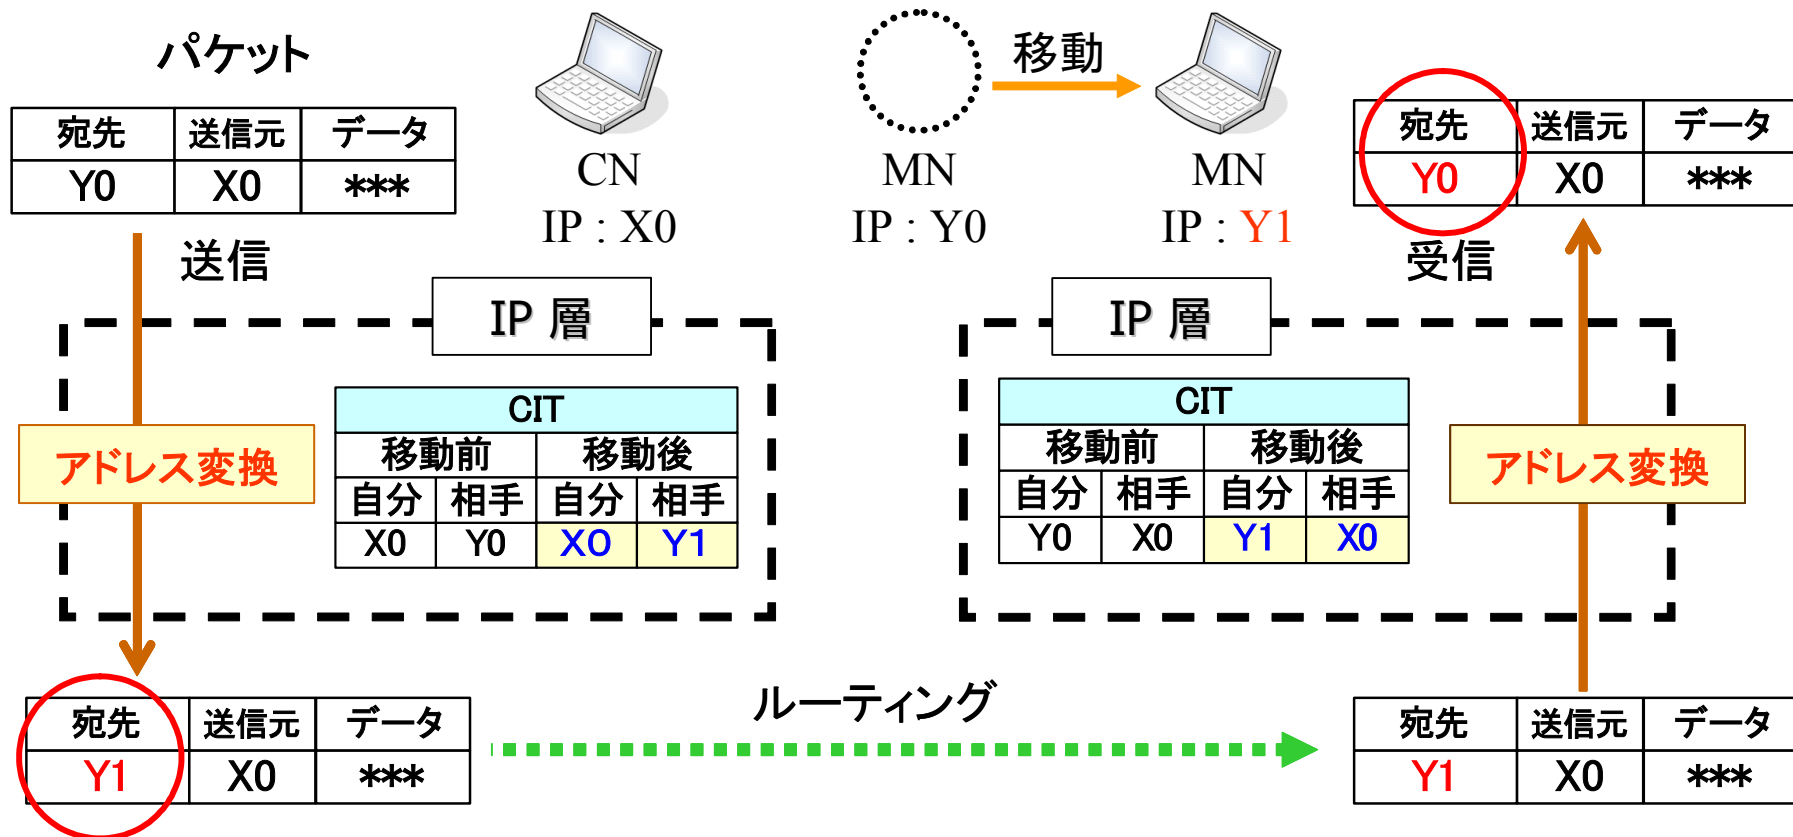 パケット
宛先 送信元 データ
Y0 X0 ***
送信
CN
IP : X0
MN
IP : Y0
移動
MN
IP : Y1
宛先 送信元 データ
Y0 X0 ***
受信
IP 層
アドレス変換
CIT
移動前 移動後
自分 相手 自分 相手
X0 Y0 X0 Y1
IP 層
CIT
移動前 移動後
自分 相手 自分 相手
Y0 X0 Y1 X0
アドレス変換
宛先 送信元 データ
Y1 X0 ***
ルーティング
宛先 送信元 データ
Y1 X0 ***